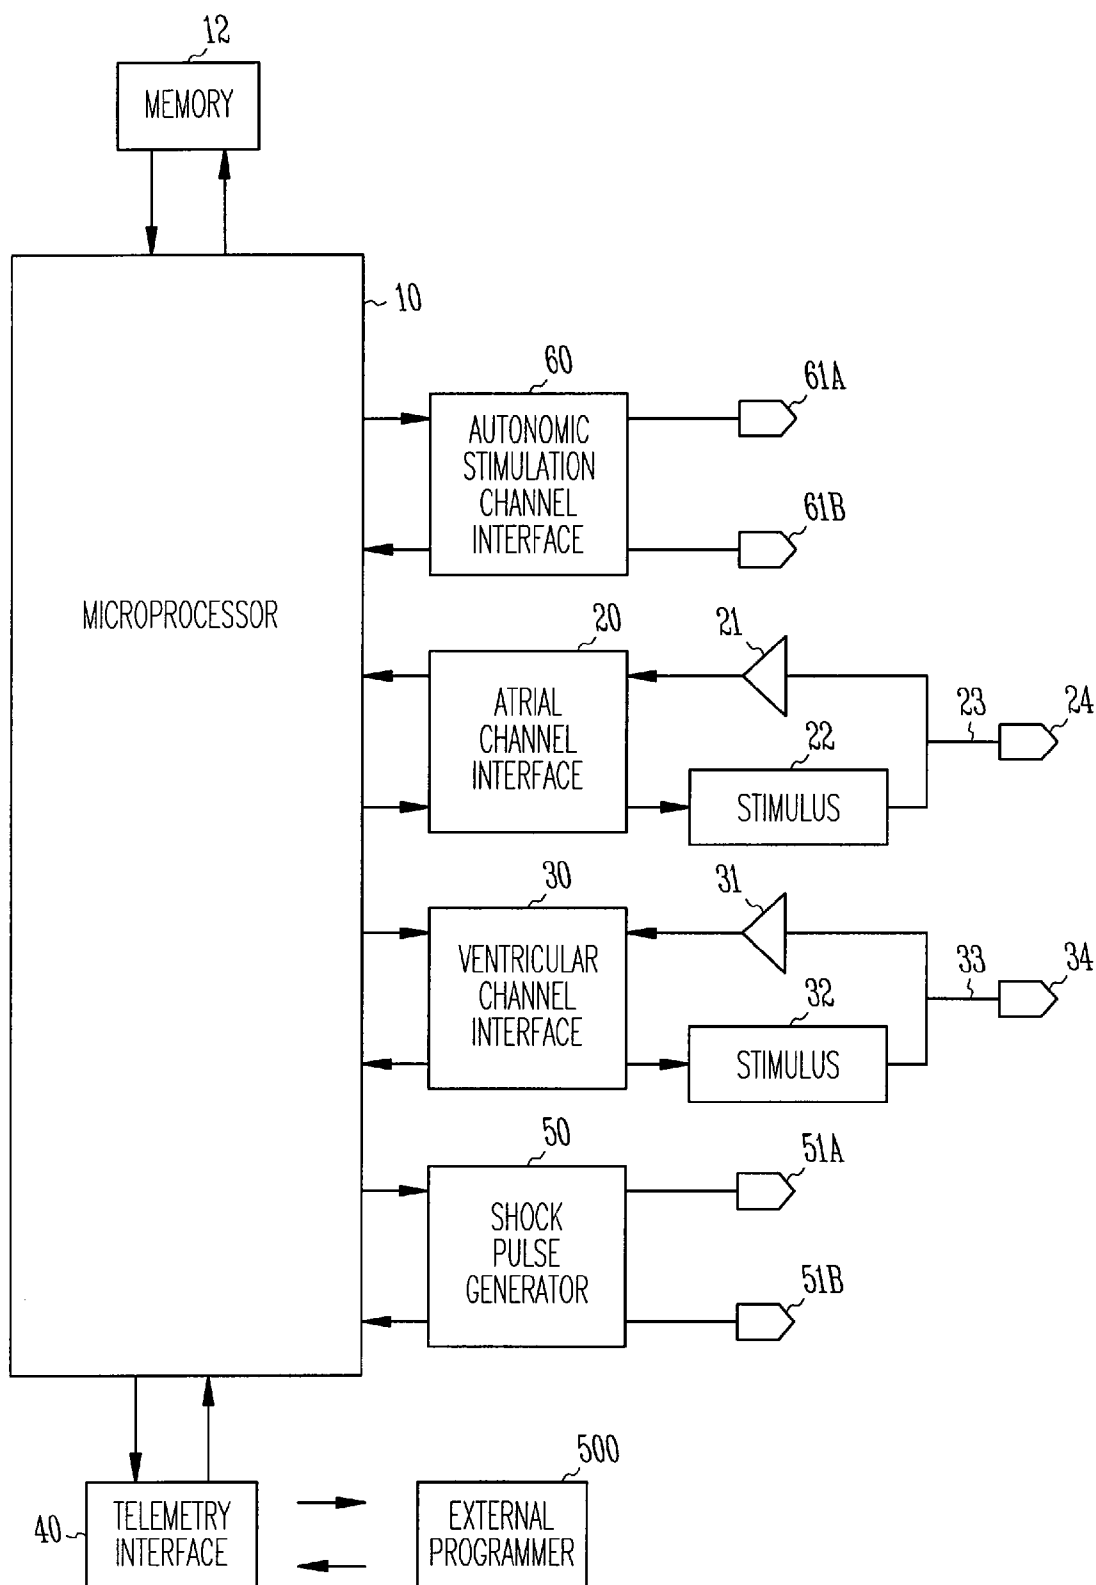 12
MEMORY
10
MICROPROCESSOR
60
AUTONOMIC
STIMULATION
CHANNEL
INTERFACE
61A
61B
20
ATRIAL
CHANNEL
INTERFACE
21
22
STIMULUS
23
24
30
VENTRICULAR
CHANNEL
INTERFACE
31
32
STIMULUS
33
34
50
SHOCK
PULSE
GENERATOR
51A
51B
40
TELEMETRY
INTERFACE
500
EXTERNAL
PROGRAMMER